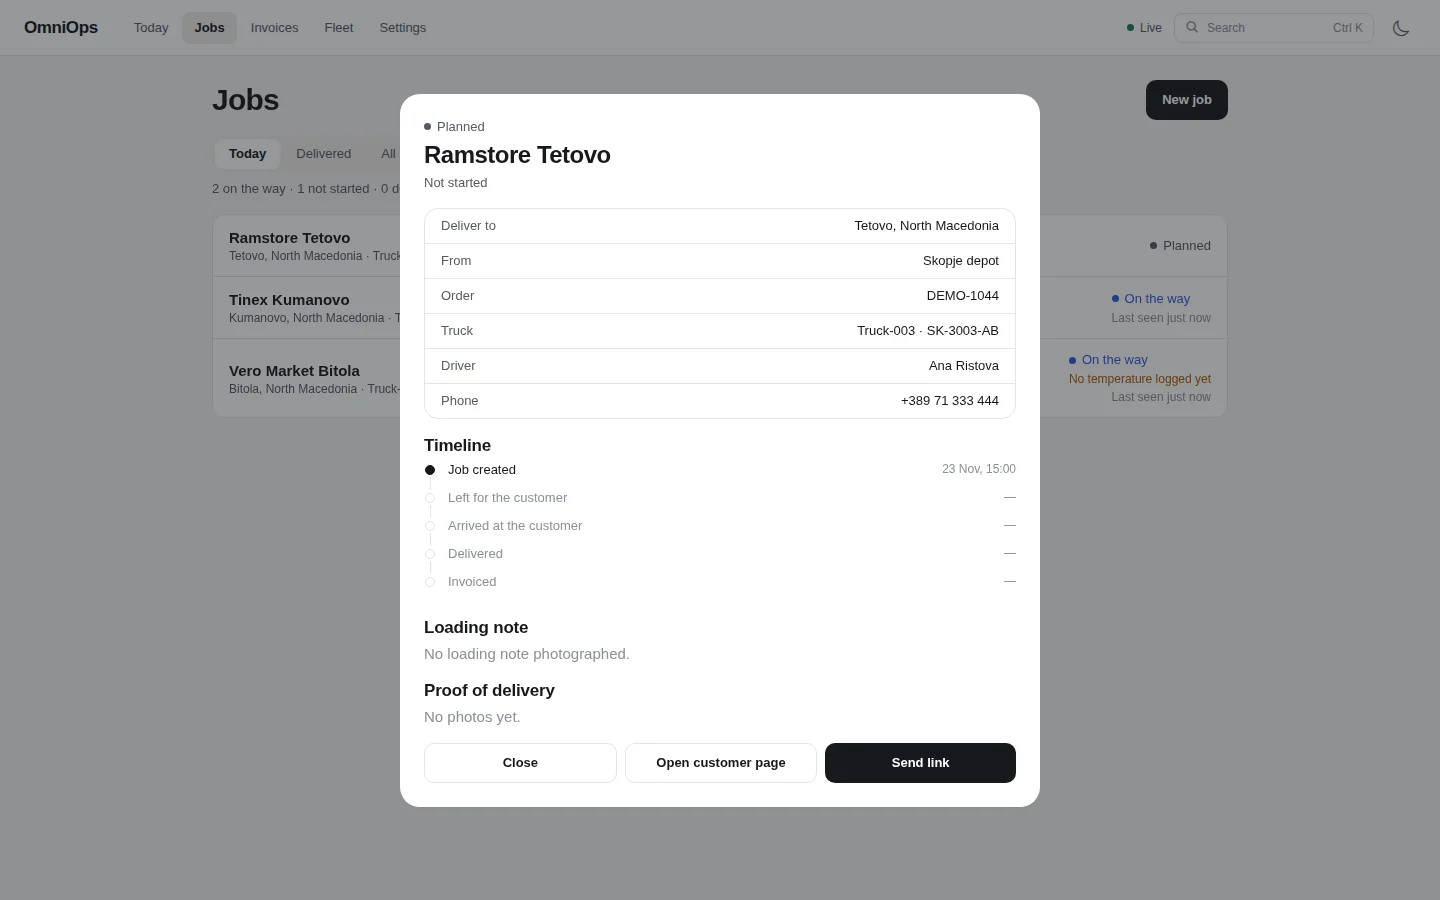 OmniOps Today Jobs Invoices Fleet Settings Live Search Ctrl K
Jobs
New job
Today Delivered All
2 on the way · 1 not started · 0 d
Ramstore Tetovo
Tetovo, North Macedonia · Truck
Planned
Tinex Kumanovo
Kumanovo, North Macedonia · T
On the way
Last seen just now
Vero Market Bitola
Bitola, North Macedonia · Truck-
On the way
No temperature logged yet
Last seen just now
Planned
Ramstore Tetovo
Not started
Deliver to Tetovo, North Macedonia
From Skopje depot
Order DEMO-1044
Truck Truck-003 · SK-3003-AB
Driver Ana Ristova
Phone +389 71 333 444
Timeline
Job created 23 Nov, 15:00
Left for the customer —
Arrived at the customer —
Delivered —
Invoiced —
Loading note
No loading note photographed.
Proof of delivery
No photos yet.
Close Open customer page Send link